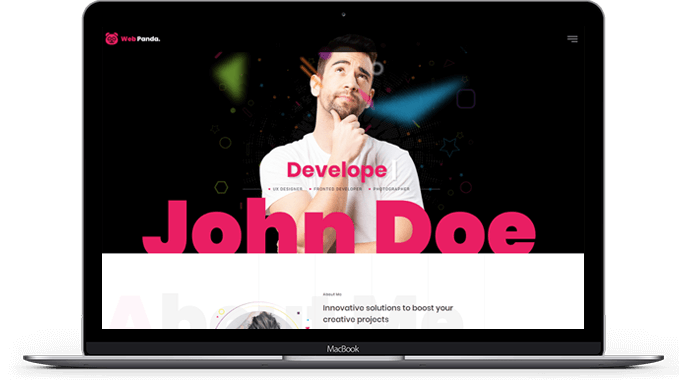 Web Panda.
Develope
UX DESIGNER FRONTED DEVELOPER PHOTOGRAPHER
John Doe
ABOUT ME
About Me
Innovative solutions to boost your
creative projects
MacBook